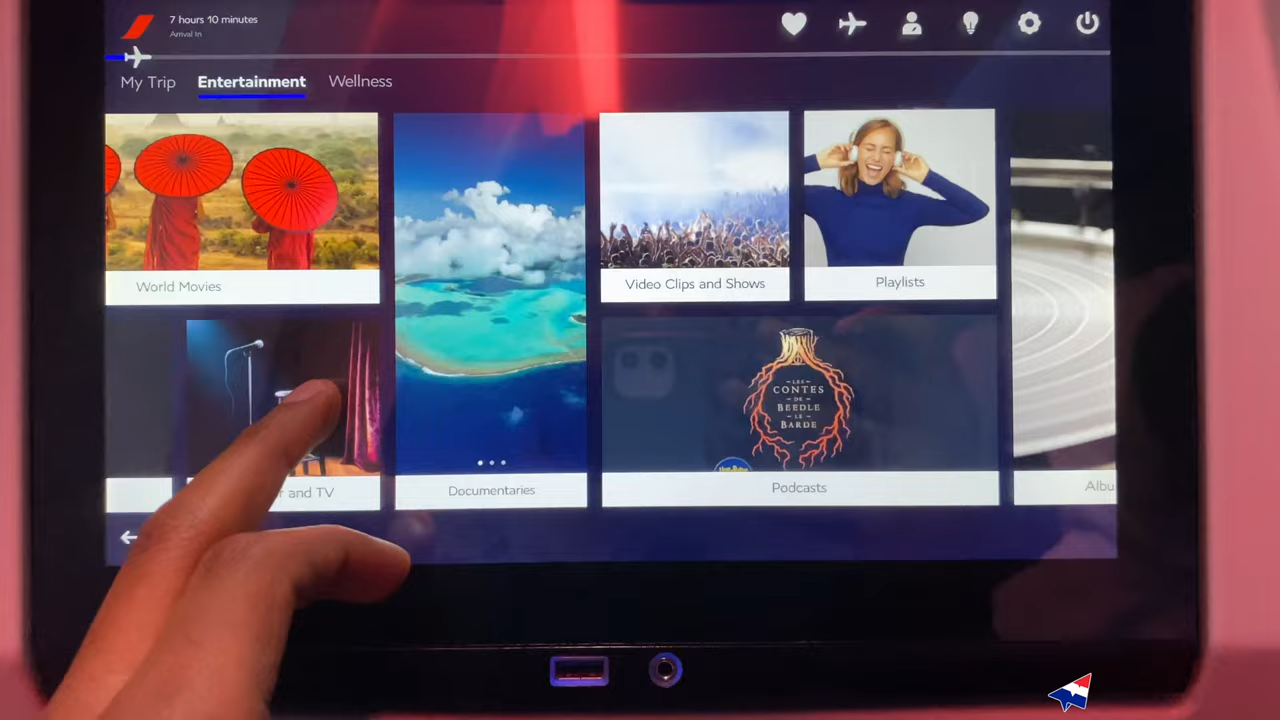 7 hours 10 minutes
Arrival In
My Trip
Entertainment
Wellness
World Movies
Video Clips and Shows
Playlists
LES
CONTES
DE
BEEDLE
LE
BARDE
and TV
Documentaries
Podcasts
Albu